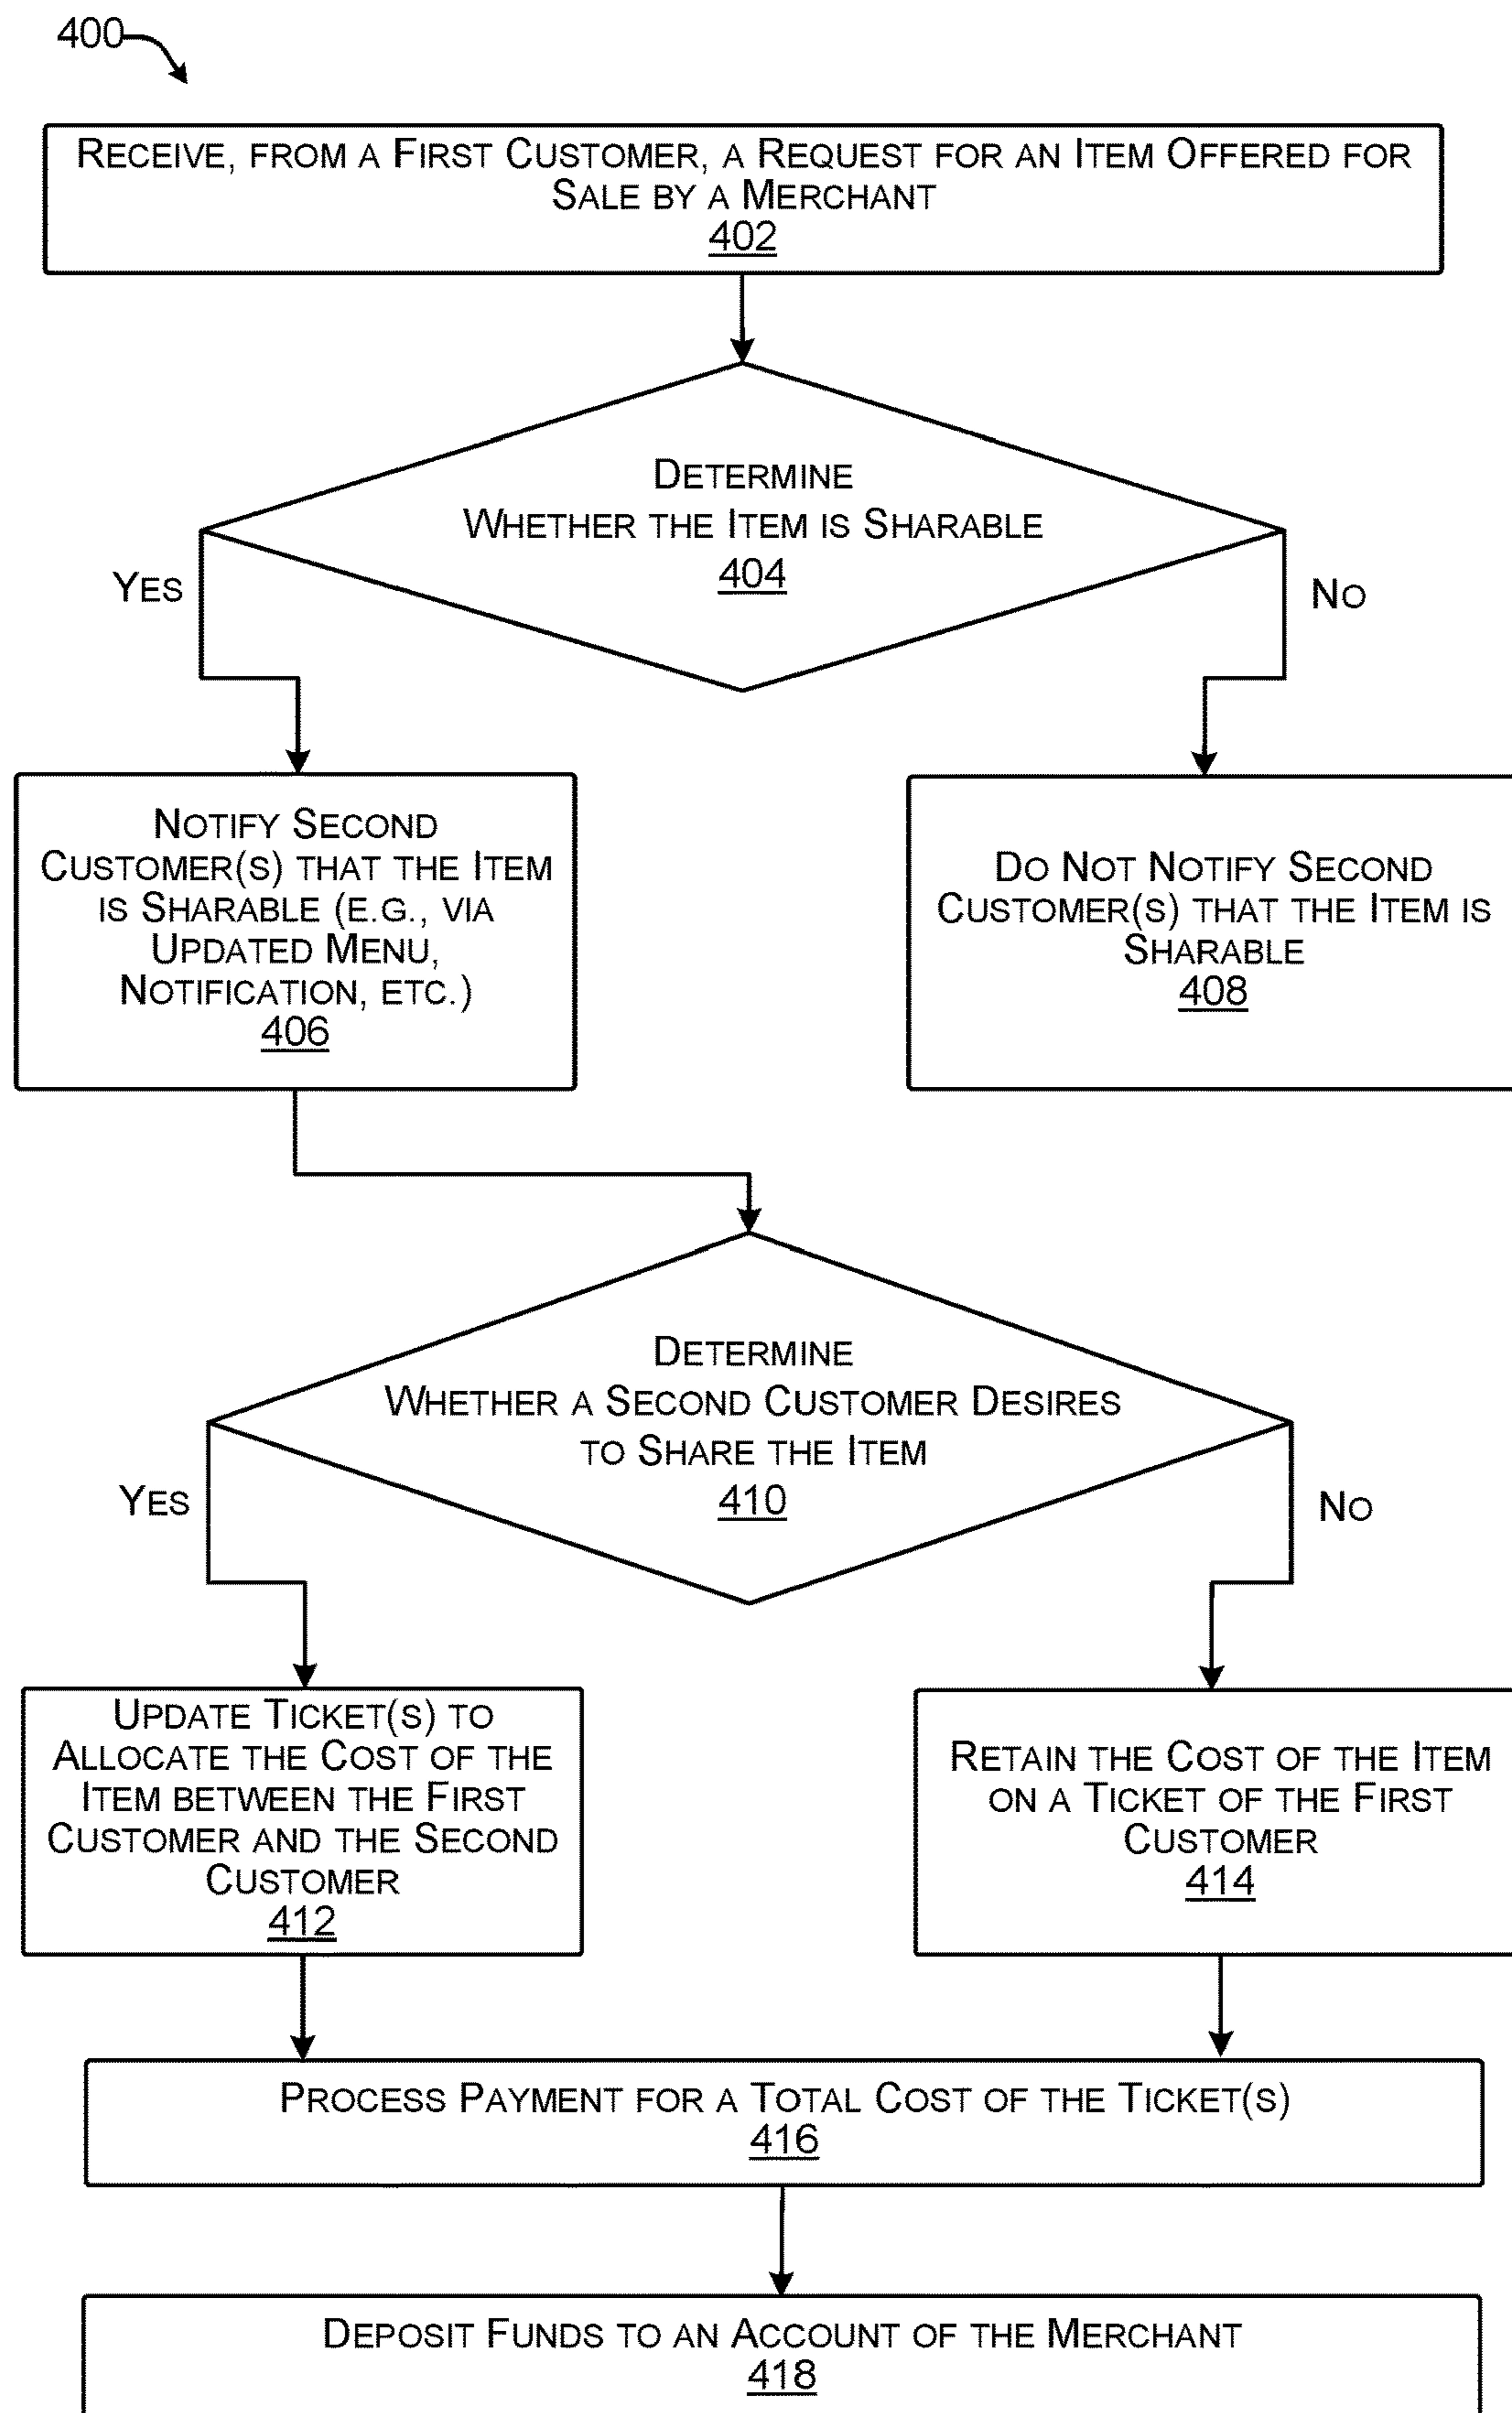 400
RECEIVE, FROM A FIRST CUSTOMER, A REQUEST FOR AN ITEM OFFERED FOR
SALE BY A MERCHANT
402
DETERMINE
WHETHER THE ITEM IS SHARABLE
404
YES
NO
NOTIFY SECOND
CUSTOMER(S) THAT THE ITEM
IS SHARABLE (E.G., VIA
UPDATED MENU,
NOTIFICATION, ETC.)
406
DO NOT NOTIFY SECOND
CUSTOMER(S) THAT THE ITEM IS
SHARABLE
408
DETERMINE
WHETHER A SECOND CUSTOMER DESIRES
TO SHARE THE ITEM
410
YES
NO
UPDATE TICKET(S) TO
ALLOCATE THE COST OF THE
ITEM BETWEEN THE FIRST
CUSTOMER AND THE SECOND
CUSTOMER
412
RETAIN THE COST OF THE ITEM
ON A TICKET OF THE FIRST
CUSTOMER
414
PROCESS PAYMENT FOR A TOTAL COST OF THE TICKET(S)
416
DEPOSIT FUNDS TO AN ACCOUNT OF THE MERCHANT
418